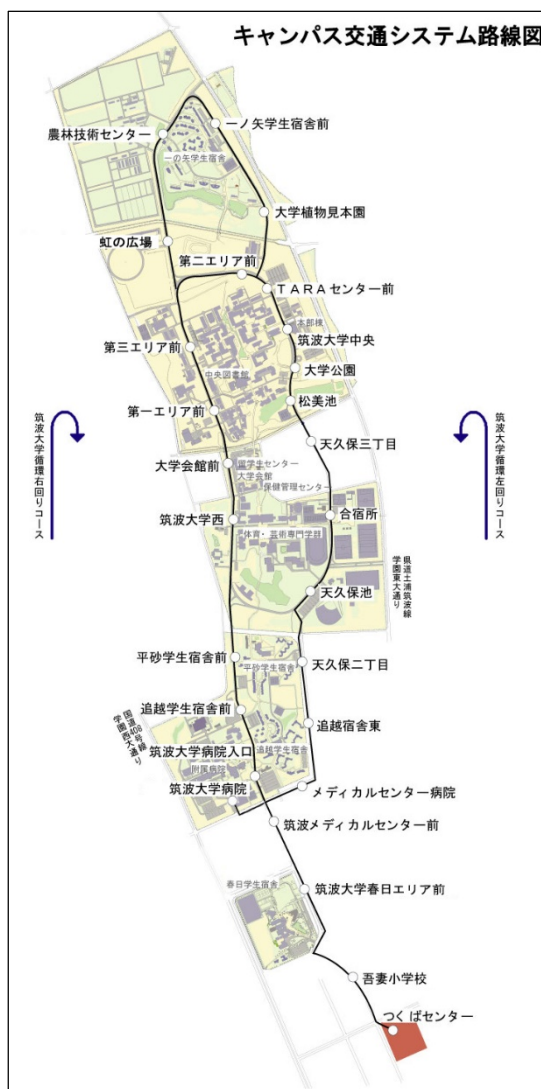 キャンパス交通システム路線図
一ノ矢学生宿舎前
農林技術センター
一の矢学生宿舎
大学植物見本園
虹の広場
第二エリア前
TARAセンター前
本部棟
筑波大学中央
第三エリア前
大学公園
中央図書館
松美池
第一エリア前
天久保三丁目
筑波大学循環右回りコース
筑波大学循環左回りコース
大学会館前
留学生センター
大学会館
保健管理センター
筑波大学西
合宿所
体育・芸術専門学群
県道土浦筑波線
学園東大通り
天久保池
平砂学生宿舎前
平砂学生宿舎
天久保二丁目
追越学生宿舎前
国道408号線
学園西大通り
追越宿舎東
筑波大学病院入口
追越学生宿舎
附属病院
筑波大学病院
メディカルセンター病院
筑波メディカルセンター前
春日学生宿舎
筑波大学春日エリア前
吾妻小学校
つくばセンター